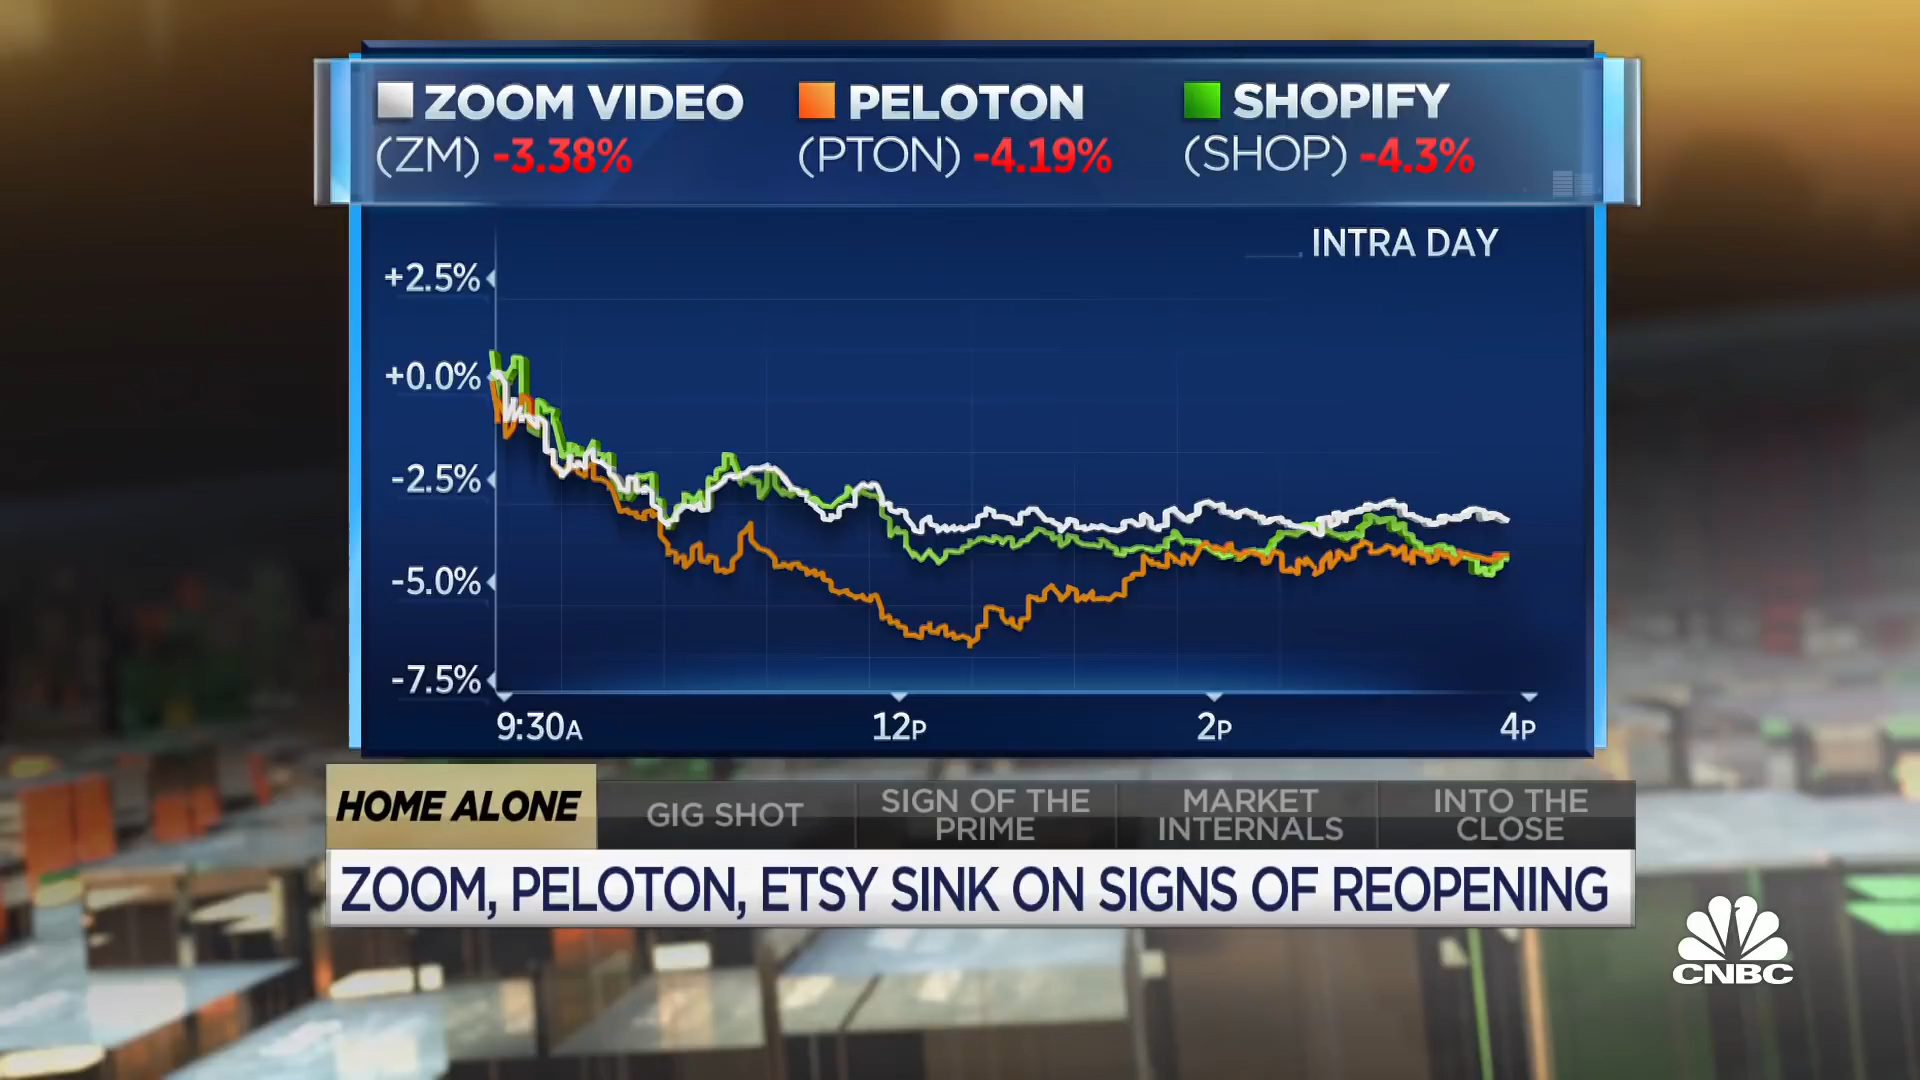 ZOOM VIDEO
(ZM) -3.38%
PELOTON
(PTON) -4.19%
SHOPIFY
(SHOP) -4.3%
INTRA DAY
+2.5%
+0.0%
-2.5%
-5.0%
-7.5%
9:30A
12P
2P
4P
HOME ALONE
GIG SHOT
SIGN OF THE
PRIME
MARKET
INTERNALS
INTO THE
CLOSE
ZOOM, PELOTON, ETSY SINK ON SIGNS OF REOPENING
CNBC